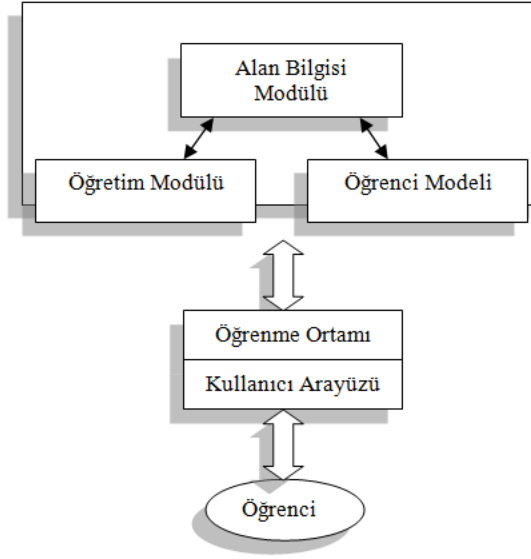 Alan Bilgisi
Modülü
Öğretim Modülü
Öğrenci Modeli
Öğrenme Ortamı
Kullanıcı Arayüzü
Öğrenci